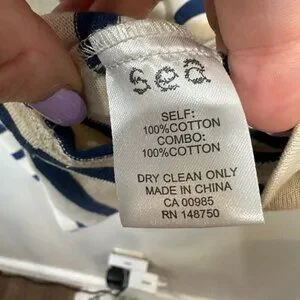 sea
SELF:
100%COTTON
COMBO:
100%COTTON
DRY CLEAN ONLY
MADE IN CHINA
CA 00985
RN 148750